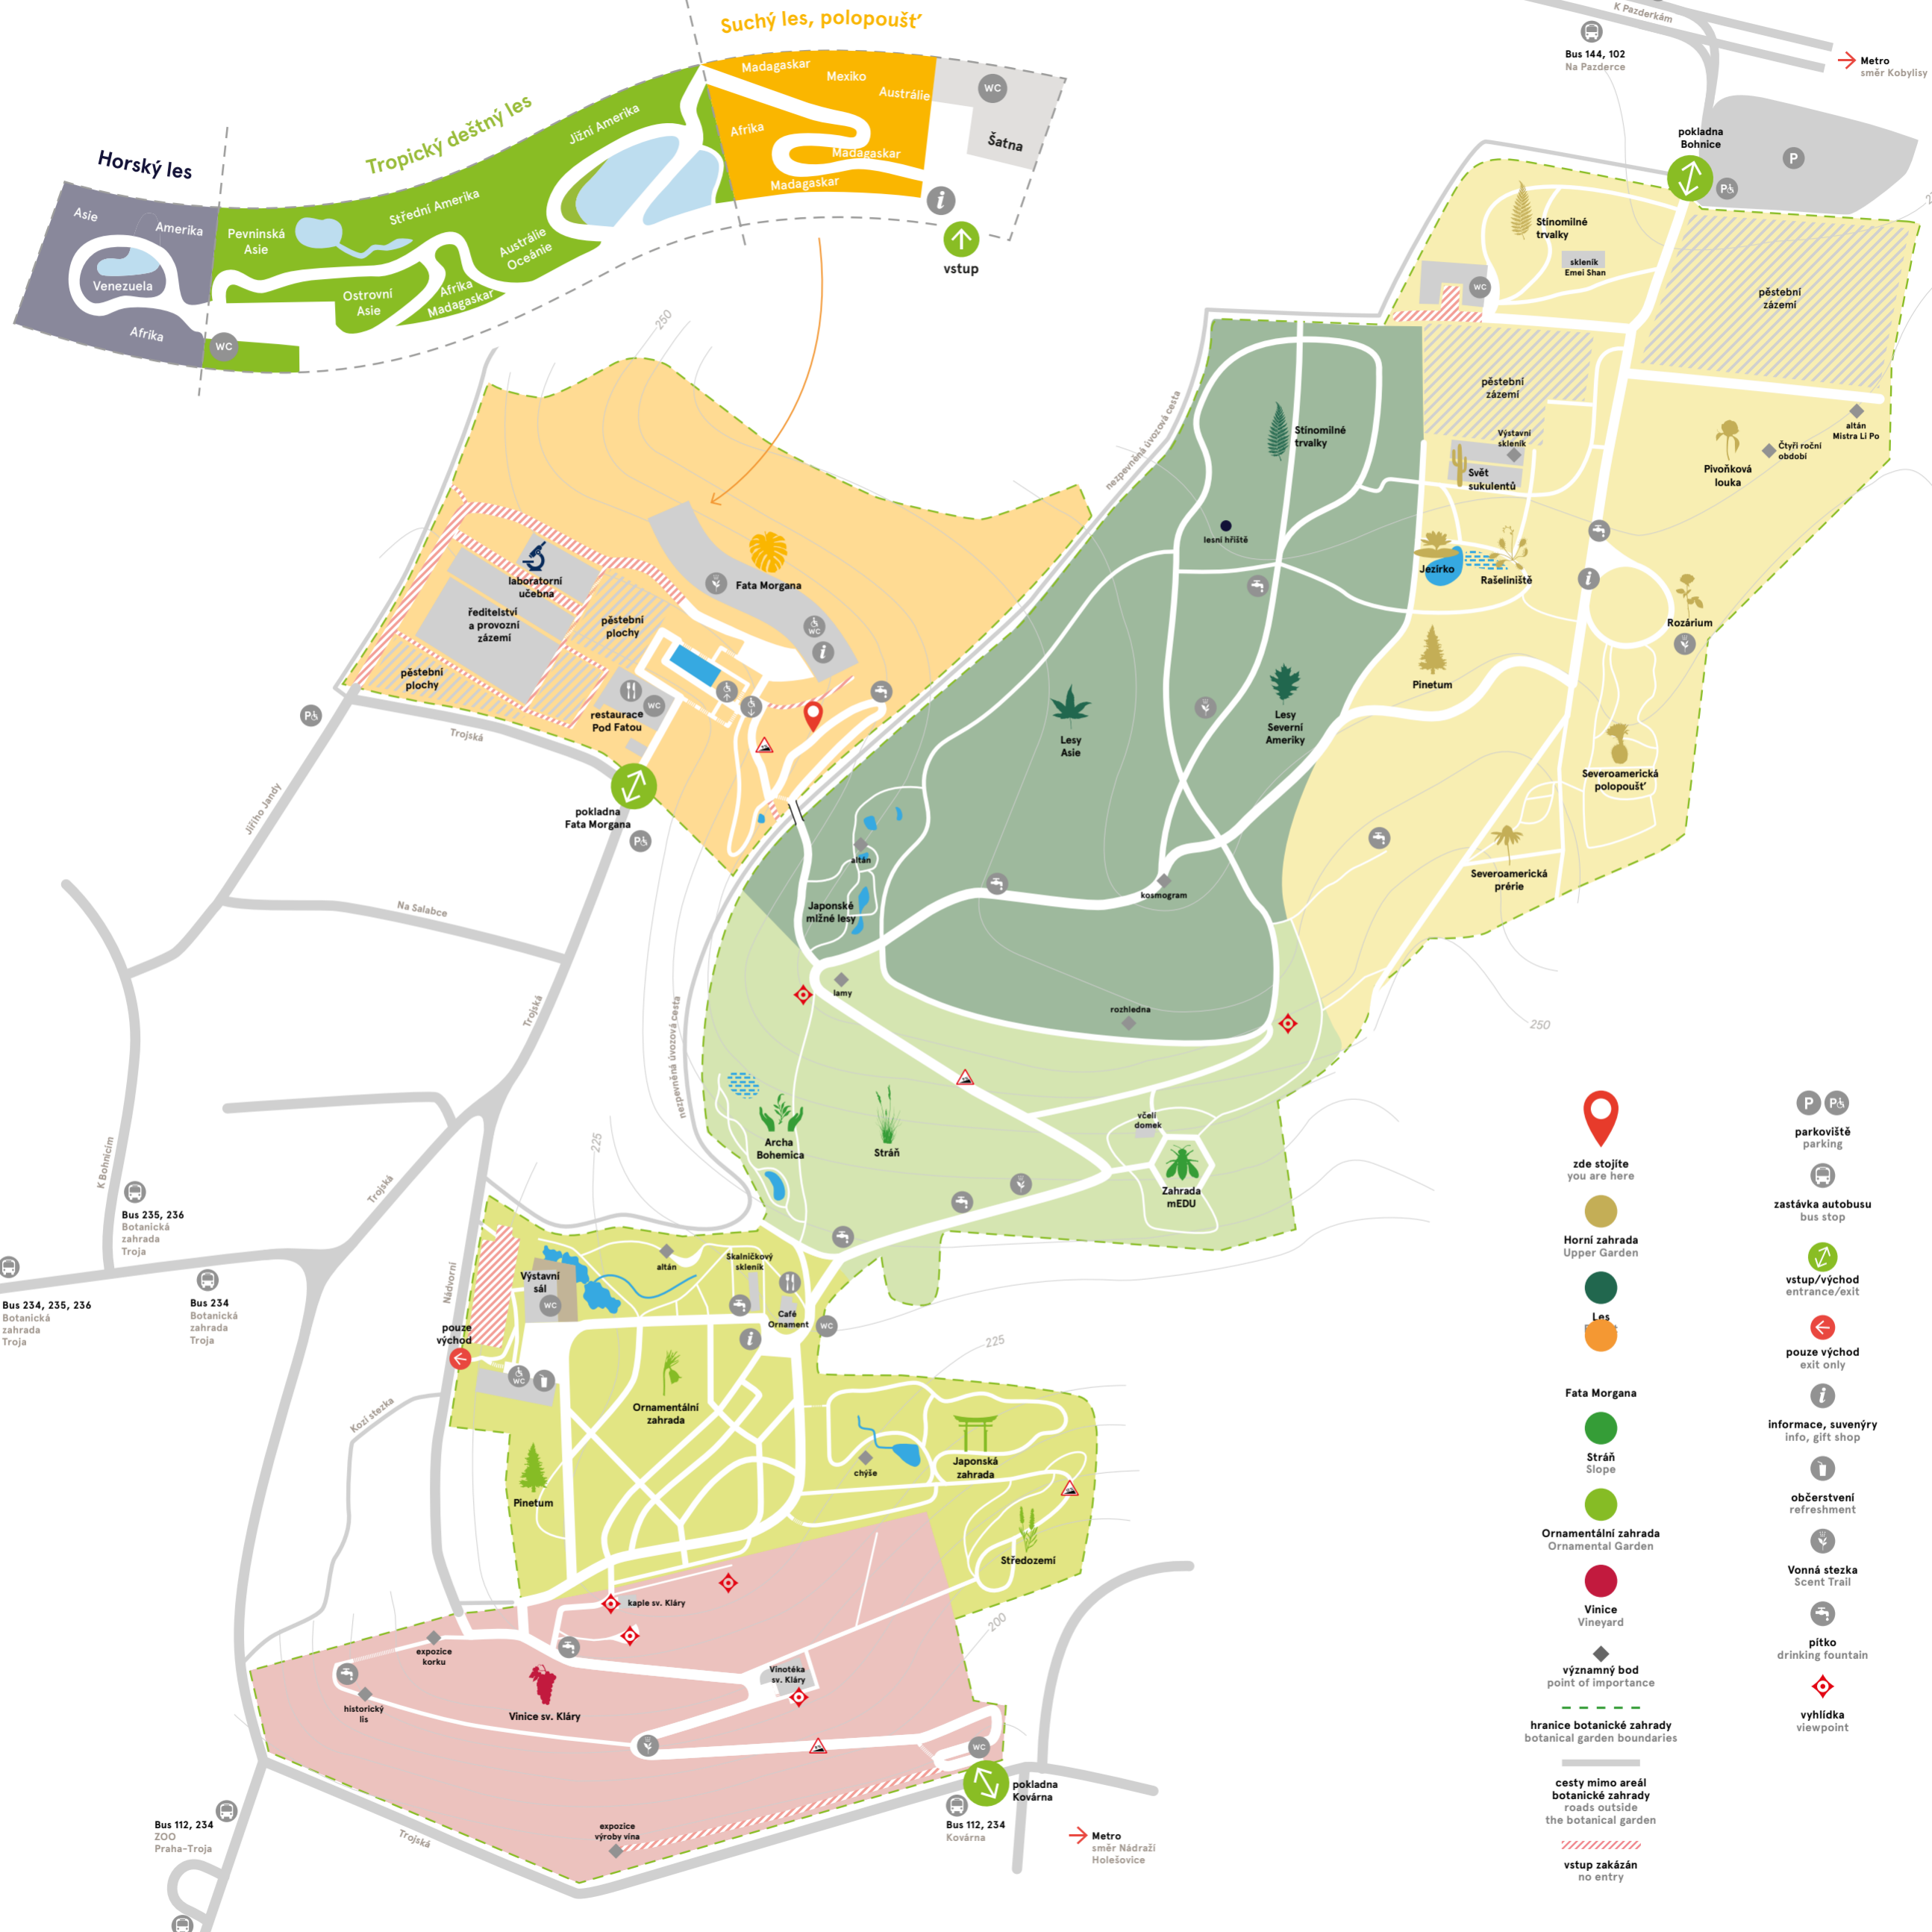 Suchý les, polopoušť
Madagaskar
Mexiko
Austrálie
Afrika
Madagaskar
Madagaskar
WC
Šatna
i
vstup
Tropický deštný les
Jižní Amerika
Střední Amerika
Pevninská
Asie
Austrálie
Oceánie
Afrika
Madagaskar
Ostrovní
Asie
Horský les
Asie
Amerika
Venezuela
Afrika
WC
K Pazderkám
Bus 144, 102
Na Pazderce
Metro
směr Kobylisy
pokladna
Bohnice
P
P
Stinomilné
trvalky
skleník
Emei Shan
WC
pěstební
zázemí
pěstební
zázemí
Výstavní
skleník
Svět
sukulentů
altán
Mistra Li Po
Čtyři roční
období
Pivoňková
louka
Jezírko
Rašeliniště
i
Rozárium
Pinetum
Severoamerická
polopoušť
Severoamerická
prérie
250
nezpevněná úvozová cesta
Stínomilné
trvalky
lesní hřiště
Lesy
Asie
Lesy
Severní
Ameriky
kosmogram
altán
Japonské
mlžné lesy
250
laboratorní
učebna
ředitelství
a provozní
zázemí
pěstební
plochy
pěstební
plochy
Fata Morgana
WC
i
WC
restaurace
Pod Fatou
P
Trojská
pokladna
Fata Morgana
P
Jiřího Jandy
Na Salabce
Trojská
nezpevněná úvozová cesta
lamy
rozhledna
Archa
Bohemica
Stráň
včelí
domek
Zahrada
mEDU
225
K Bohnicím
Trojská
Bus 235, 236
Botanická
zahrada
Troja
Bus 234, 235, 236
Botanická
zahrada
Troja
Bus 234
Botanická
zahrada
Troja
Nádvorní
Výstavní
sál
WC
altán
Skalničkový
skleník
Café
Ornament
WC
i
pouze
východ
WC
Kozí stezka
Ornamentální
zahrada
Pinetum
225
chýše
Japonská
zahrada
Středozemí
200
kaple sv. Kláry
expozice
korku
historický
lis
Vinice sv. Kláry
Vinotéka
sv. Kláry
WC
pokladna
Kovárna
Bus 112, 234
Kovárna
Metro
směr Nádraží
Holešovice
expozice
výroby vína
Trojská
Bus 112, 234
ZOO
Praha-Troja
zde stojíte
you are here
Horní zahrada
Upper Garden
Les
Fata Morgana
Stráň
Slope
Ornamentální zahrada
Ornamental Garden
Vinice
Vineyard
významný bod
point of importance
hranice botanické zahrady
botanical garden boundaries
cesty mimo areál
botanické zahrady
roads outside
the botanical garden
vstup zakázán
no entry
P P
parkoviště
parking
zastávka autobusu
bus stop
vstup/východ
entrance/exit
pouze východ
exit only
i
informace, suvenýry
info, gift shop
občerstvení
refreshment
Vonná stezka
Scent Trail
pítko
drinking fountain
vyhlídka
viewpoint